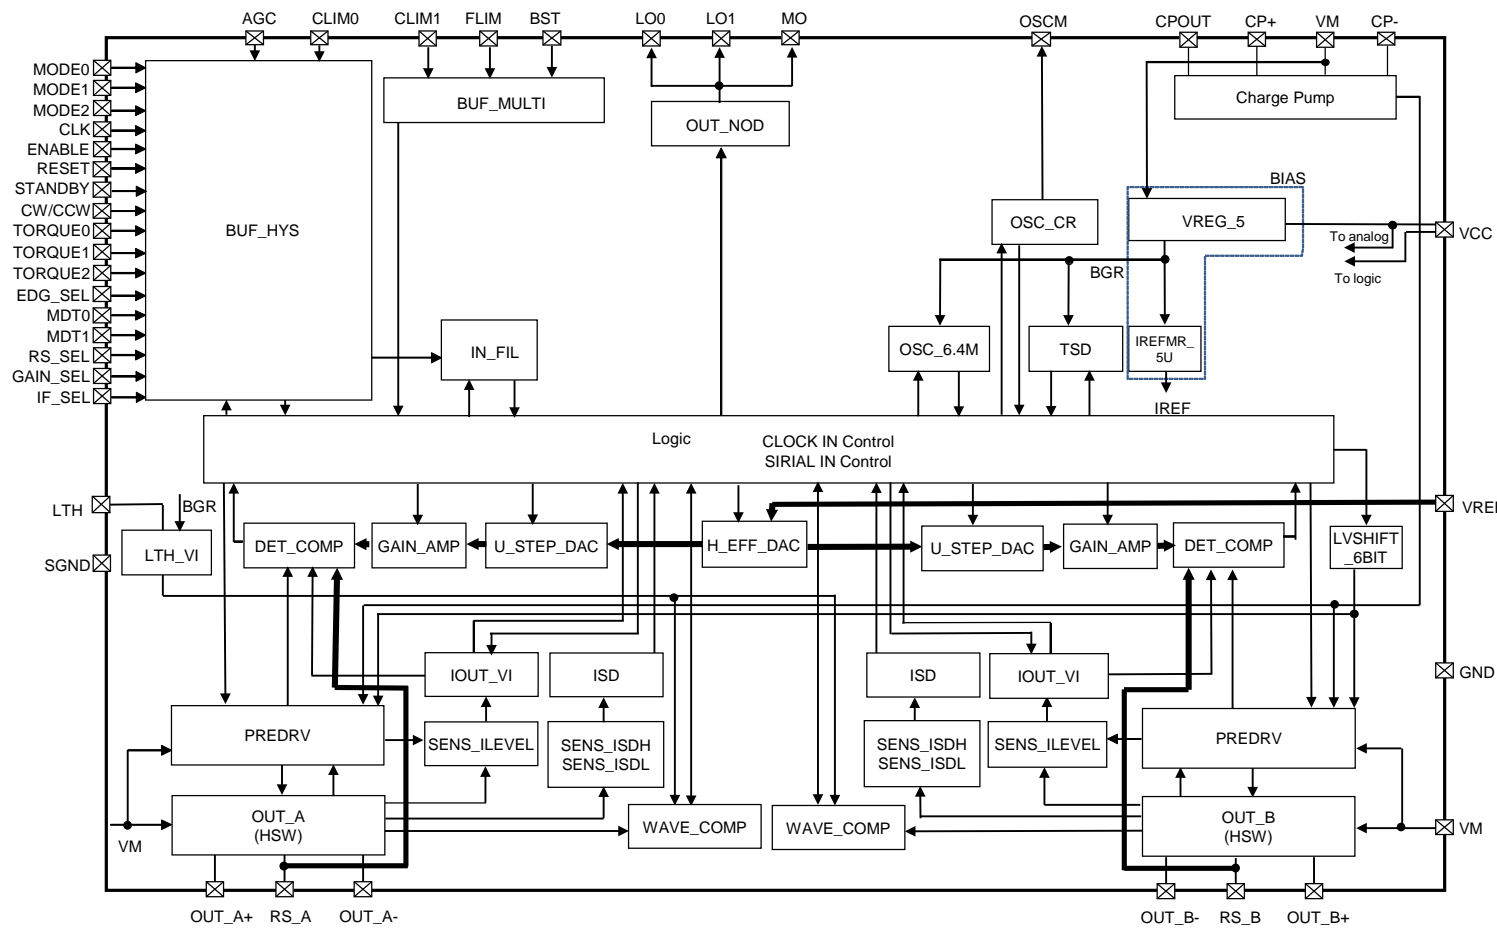 AGC
CLIM0
CLIM1
FLIM
BST
LO0
LO1
MO
OSCM
CPOUT
CP+
VM
CP-
MODE0
MODE1
MODE2
CLK
ENABLE
RESET
STANDBY
CW/CCW
TORQUE0
TORQUE1
TORQUE2
EDG_SEL
MDT0
MDT1
RS_SEL
GAIN_SEL
IF_SEL
BUF_HYS
BUF_MULTI
OUT_NOD
Charge Pump
BIAS
OSC_CR
VREG_5
To analog
VCC
To logic
BGR
IN_FIL
OSC_6.4M
TSD
IREFMR_
5U
IREF
Logic
CLOCK IN Control
SIRIAL IN Control
LTH
BGR
VREF
SGND
LTH_VI
DET_COMP
GAIN_AMP
U_STEP_DAC
H_EFF_DAC
U_STEP_DAC
GAIN_AMP
DET_COMP
LVSHIFT
_6BIT
GND
IOUT_VI
ISD
ISD
IOUT_VI
PREDRV
SENS_ILEVEL
SENS_ISDH
SENS_ISDL
SENS_ISDH
SENS_ISDL
SENS_ILEVEL
PREDRV
OUT_A
(HSW)
WAVE_COMP
WAVE_COMP
OUT_B
(HSW)
VM
VM
OUT_A+
RS_A
OUT_A-
OUT_B-
RS_B
OUT_B+